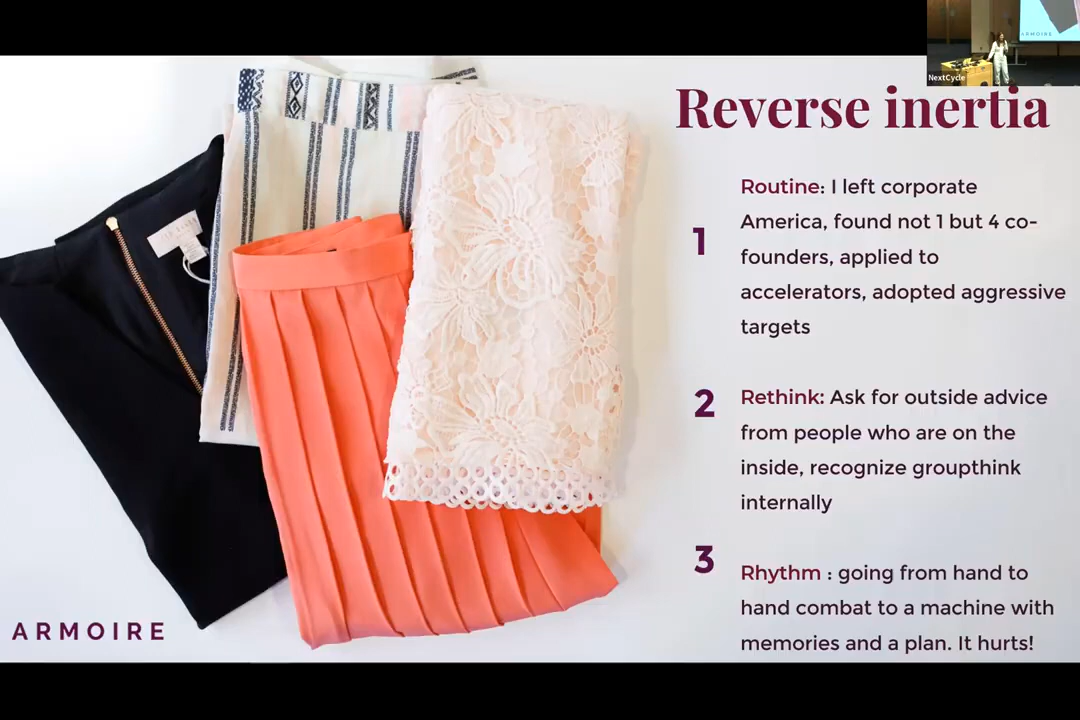 ARMOIRE
NextCycle
Reverse inertia
1
Routine: I left corporate
America, found not 1 but 4 co-
founders, applied to
accelerators, adopted aggressive
targets
2
Rethink: Ask for outside advice
from people who are on the
inside, recognize groupthink
internally
3
Rhythm : going from hand to
hand combat to a machine with
memories and a plan. It hurts!
ARMOIRE